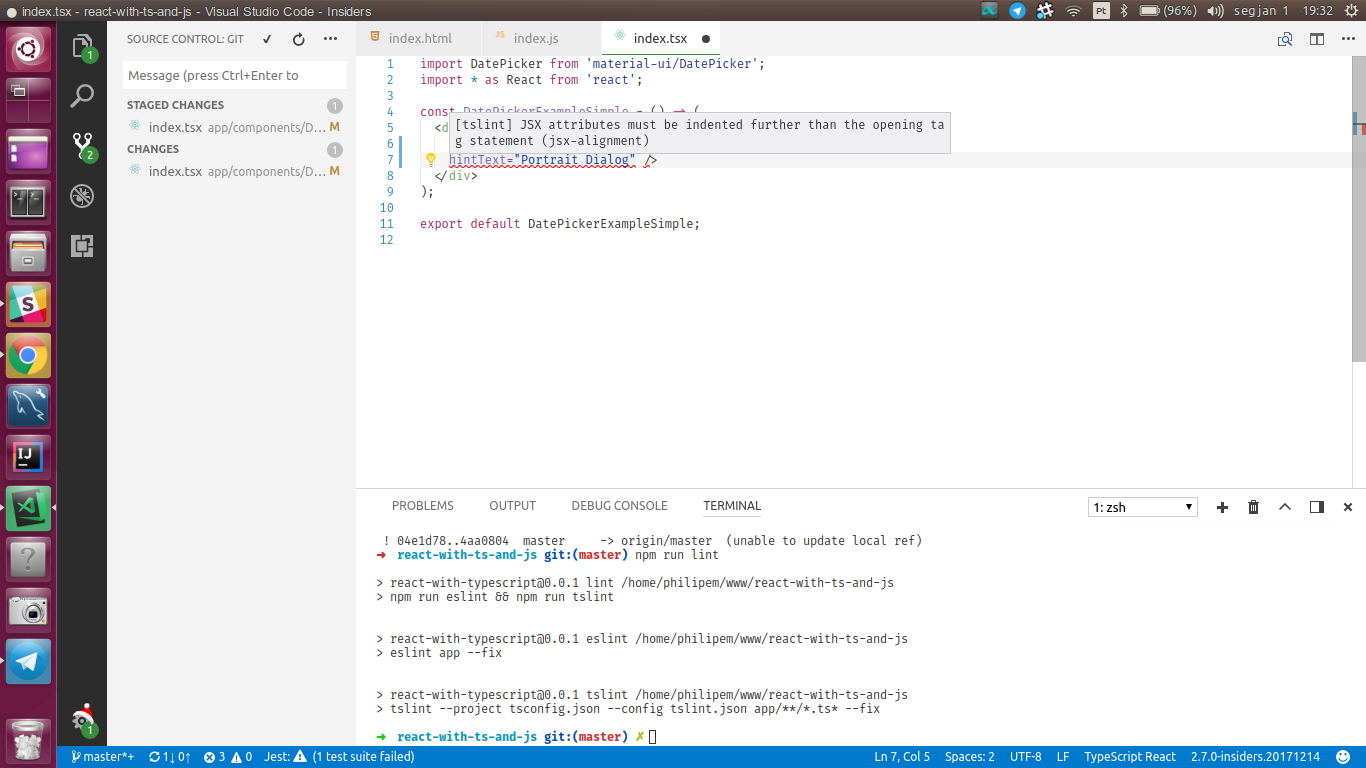 index.tsx - react-with-ts-and-js - Visual Studio Code - Insiders
Pt
(96%)
seg jan 1 19:32
SOURCE CONTROL: GIT
Message (press Ctrl+Enter to
STAGED CHANGES 1
index.tsx app/components/D... M
CHANGES 1
index.tsx app/components/D... M
1
2
1
index.html
JS index.js
index.tsx
1 import DatePicker from 'material-ui/DatePicker';
2 import * as React from 'react';
3
4 const DatePickerExampleSimple = () => (
5 <d
[tslint] JSX attributes must be indented further than the opening ta
g statement (jsx-alignment)
6
7 hintText="Portrait Dialog" />
8 </div>
9 );
10
11 export default DatePickerExampleSimple;
12
PROBLEMS OUTPUT DEBUG CONSOLE TERMINAL
1: zsh
! 04e1d78..4aa0804 master -> origin/master (unable to update local ref)
➜ react-with-ts-and-js git:(master) npm run lint
> react-with-typescript@0.0.1 lint /home/philipem/www/react-with-ts-and-js
> npm run eslint && npm run tslint
> react-with-typescript@0.0.1 eslint /home/philipem/www/react-with-ts-and-js
> eslint app --fix
> react-with-typescript@0.0.1 tslint /home/philipem/www/react-with-ts-and-js
> tslint --project tsconfig.json --config tslint.json app/**/*.ts* --fix
➜ react-with-ts-and-js git:(master) ✗
S
IJ
?
master*+ 1↓ 0↑ 3 0 Jest: (1 test suite failed)
Ln 7, Col 5 Spaces: 2 UTF-8 LF TypeScript React 2.7.0-insiders.20171214